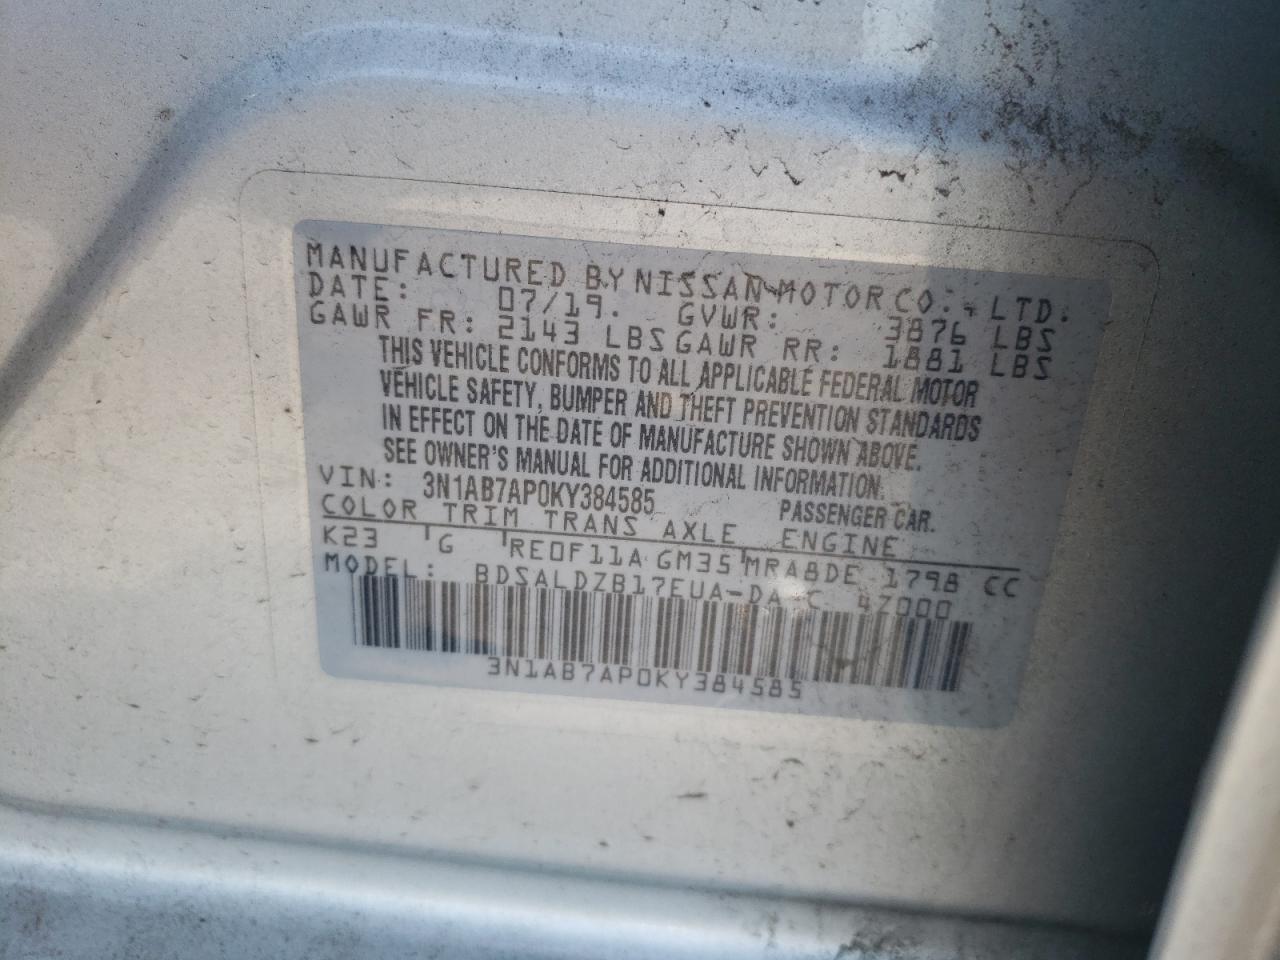 MANUFACTURED BY NISSAN MOTOR CO., LTD.
DATE: 07/19. GVWR: 3876 LBS
GAWR FR: 2143 LBS GAWR RR: 1881 LBS
THIS VEHICLE CONFORMS TO ALL APPLICABLE FEDERAL MOTOR
VEHICLE SAFETY, BUMPER AND THEFT PREVENTION STANDARDS
IN EFFECT ON THE DATE OF MANUFACTURE SHOWN ABOVE.
SEE OWNER'S MANUAL FOR ADDITIONAL INFORMATION.
VIN: 3N1AB7AP0KY384585 PASSENGER CAR.
COLOR TRIM TRANS AXLE ENGINE
K23 G RE0F11A GM35 MRA8DE 1798 CC
MODEL: BDSALDZB17EUA-DA C 4Z000
3N1AB7AP0KY384585